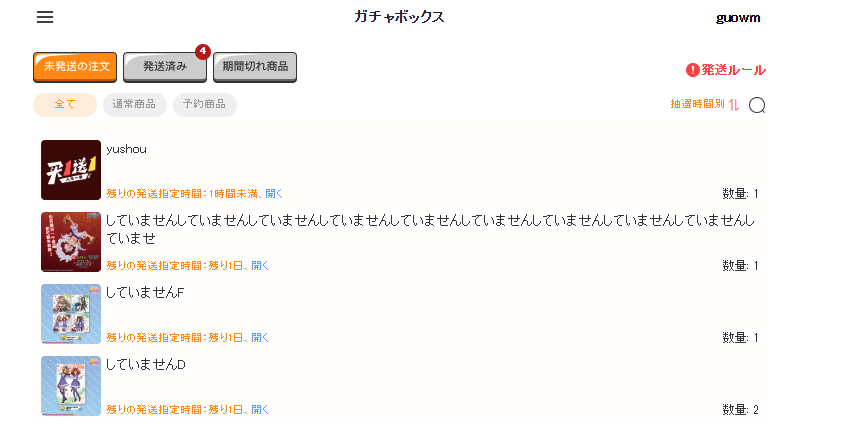 ガチャボックス
guowm
未発送の注文
発送済み
4
期間切れ商品
発送ルール
全て
通常商品
予約商品
抽選時間別
yushou
买1送1
残りの発送指定時間：1時間未満、開く
数量: 1
していませんしていませんしていませんしていませんしていませんしていませんしていませんしていませんしていませんし
ていませ
残りの発送指定時間：残り1日、開く
数量: 1
していませんF
残りの発送指定時間：残り1日、開く
数量: 1
していませんD
残りの発送指定時間：残り1日、開く
数量: 2